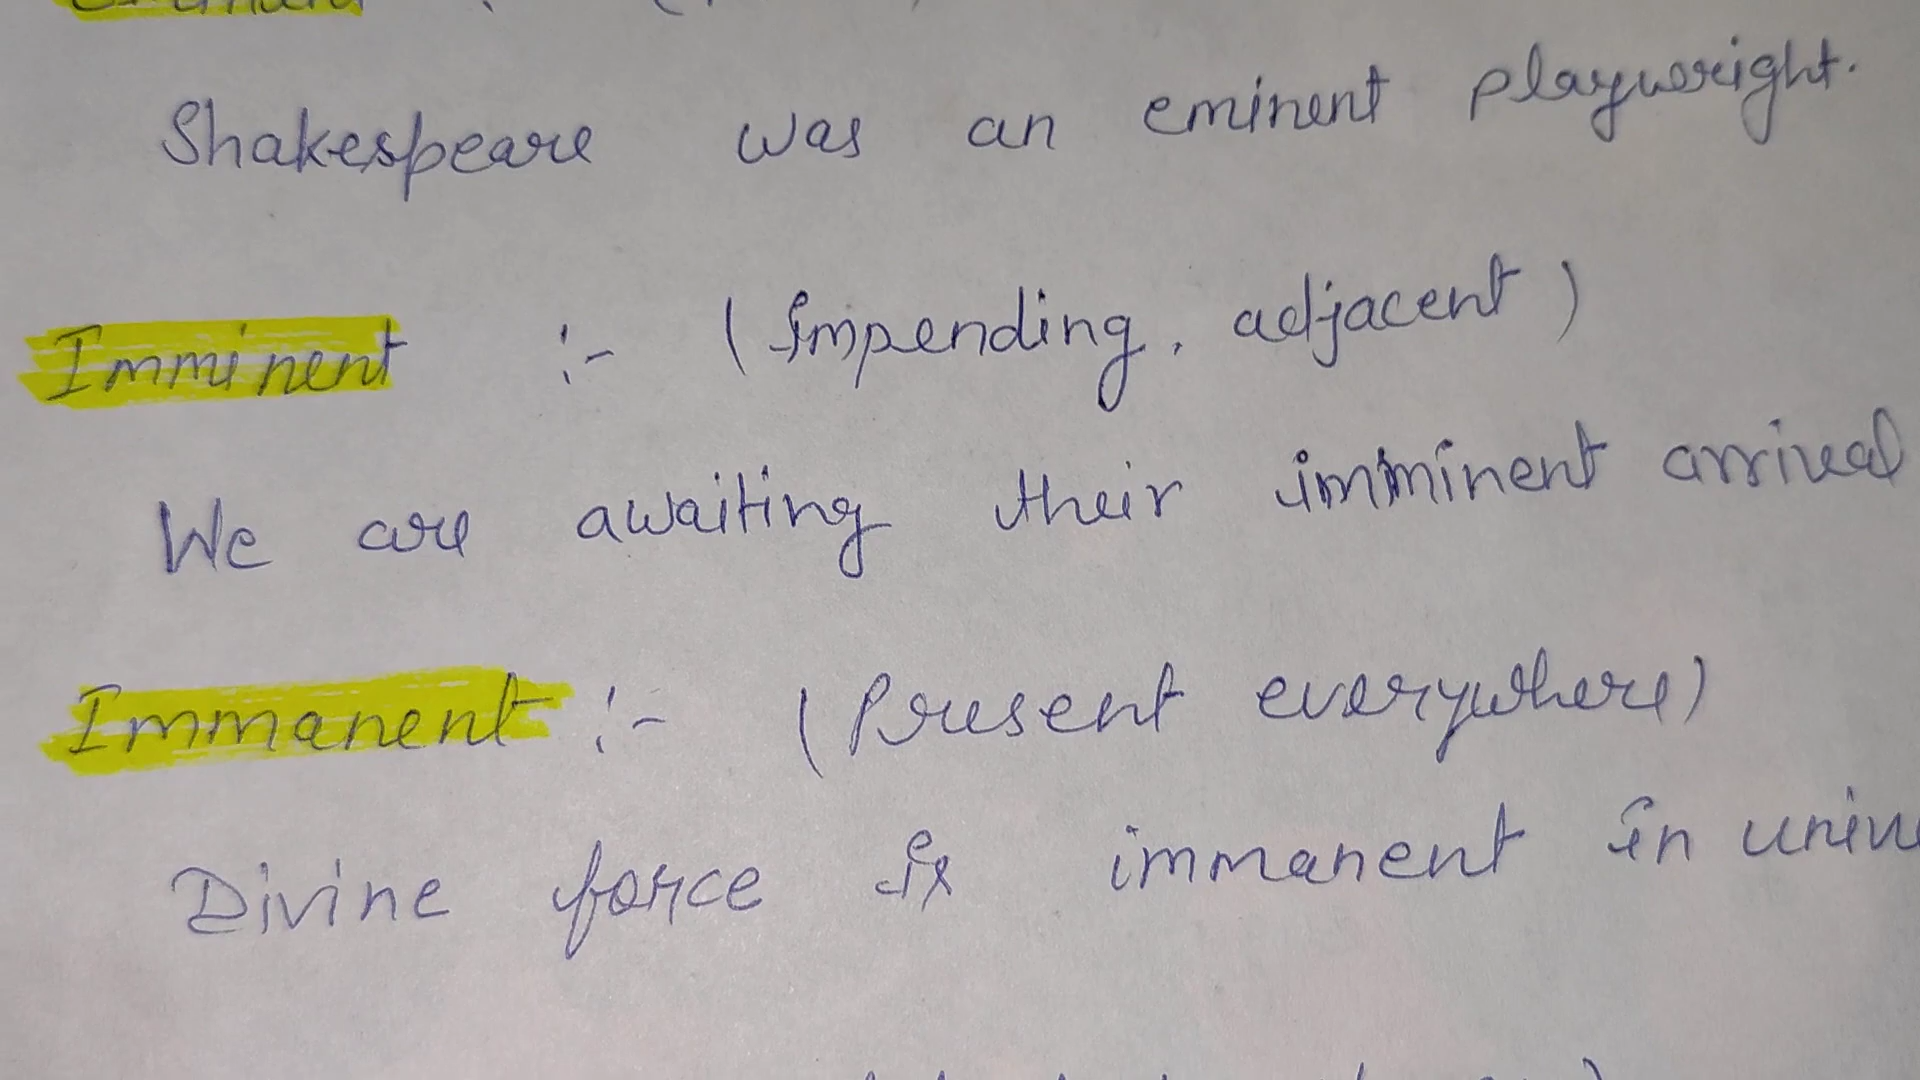 Shakespeare was an eminent playwright.
Imminent :- (Impending, adjacent)
We are awaiting their imminent arrival
Immanent :- (Present everywhere)
Divine force is immanent in